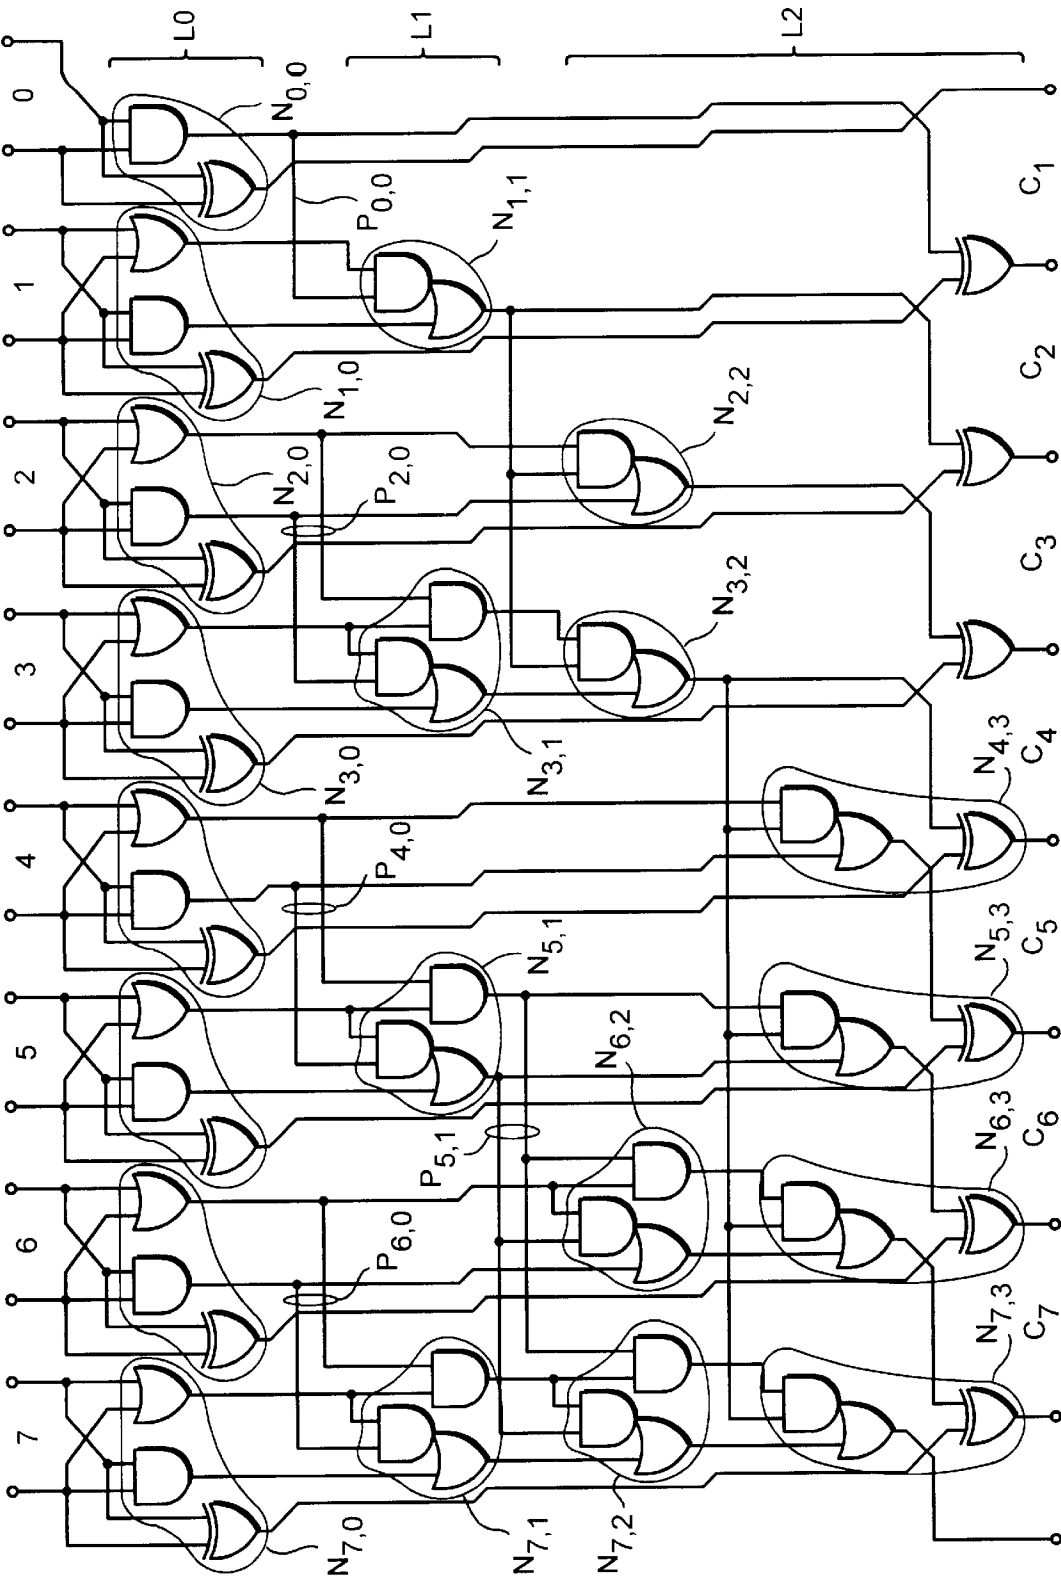 0
1
2
3
4
5
6
7
L0
L1
L2
N0,0
N1,0
N2,0
N3,0
N7,0
P0,0
P2,0
P4,0
P6,0
N1,1
N3,1
N5,1
N7,1
P5,1
N2,2
N3,2
N6,2
N7,2
N4,3
N5,3
N6,3
N7,3
C1
C2
C3
C4
C5
C6
C7